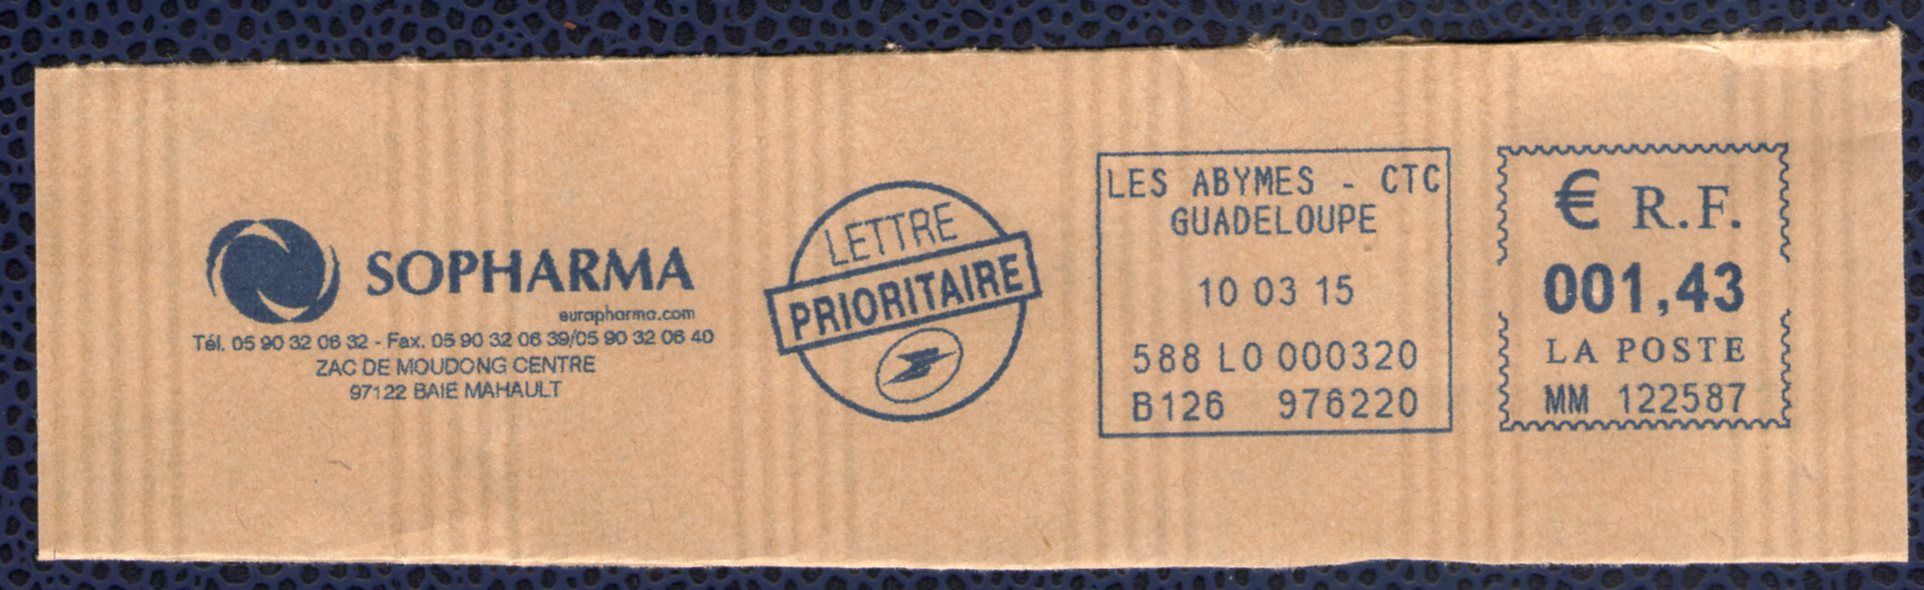 SOPHARMA
eurapharma.com
Tél. 05 90 32 06 32 - Fax. 05 90 32 06 39/05 90 32 06 40
ZAC DE MOUDONG CENTRE
97122 BAIE MAHAULT
LETTRE
PRIORITAIRE
LES ABYMES - CTC
GUADELOUPE
10 03 15
588 L0 000320
B126 976220
€ R.F.
001,43
LA POSTE
MM 122587